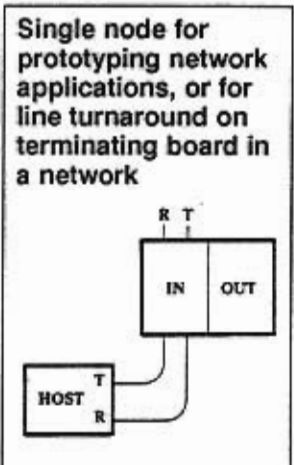 Single node for
prototyping network
applications, or for
line turnaround on
terminating board in
a network
R T
IN OUT
T
HOST
R